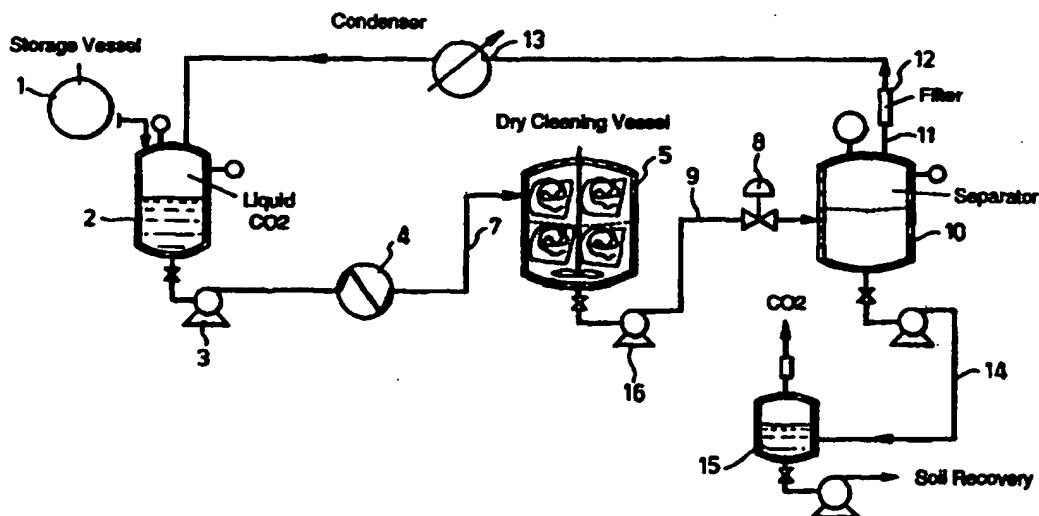 Condenser
13
Storage Vessel
1
12
Filter
11
Dry Cleaning Vessel
5
8
9
Separator
10
Liquid
CO2
2
4
7
3
16
CO2
14
15
Soil Recovery